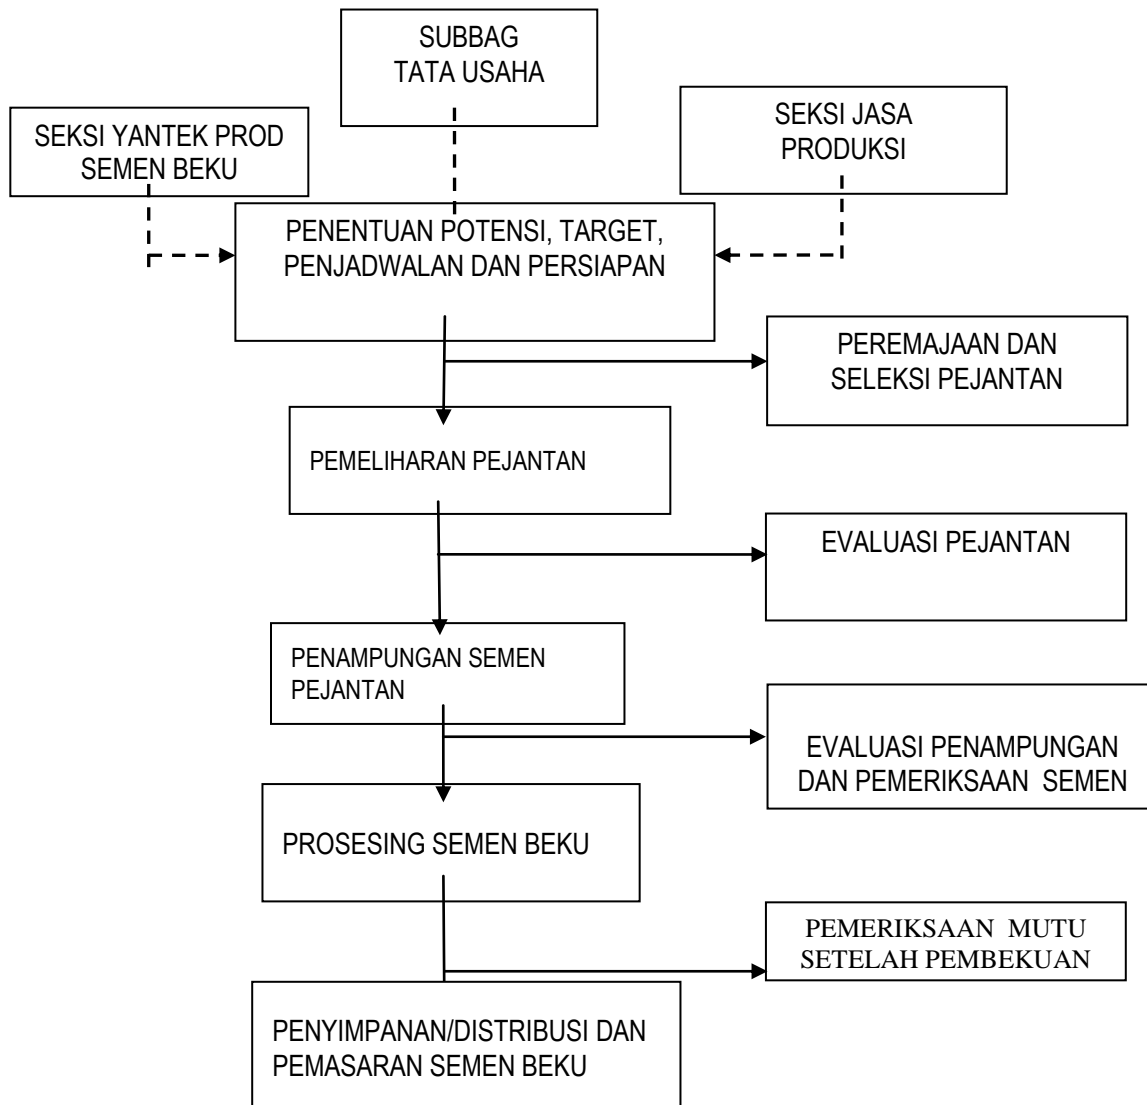 SUBBAG
TATA USAHA
SEKSI YANTEK PROD
SEMEN BEKU
SEKSI JASA
PRODUKSI
PENENTUAN POTENSI, TARGET,
PENJADWALAN DAN PERSIAPAN
PEREMAJAAN DAN
SELEKSI PEJANTAN
PEMELIHARAN PEJANTAN
EVALUASI PEJANTAN
PENAMPUNGAN SEMEN
PEJANTAN
EVALUASI PENAMPUNGAN
DAN PEMERIKSAAN SEMEN
PROSESING SEMEN BEKU
PEMERIKSAAN MUTU
SETELAH PEMBEKUAN
PENYIMPANAN/DISTRIBUSI DAN
PEMASARAN SEMEN BEKU